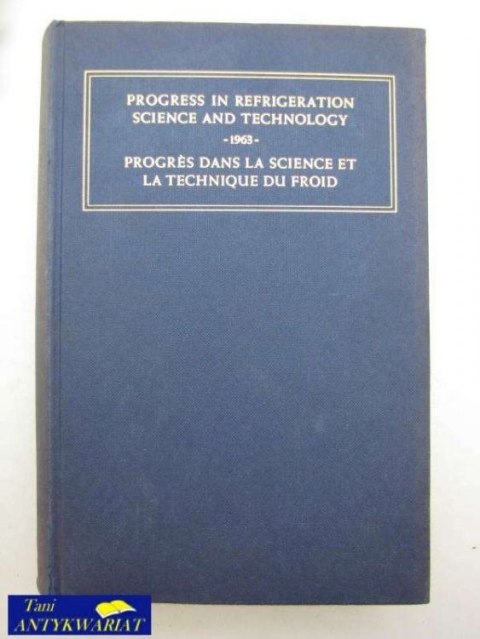 PROGRESS IN REFRIGERATION
SCIENCE AND TECHNOLOGY
-1963-
PROGRÈS DANS LA SCIENCE ET
LA TECHNIQUE DU FROID
Tani
ANTYKWARIAT